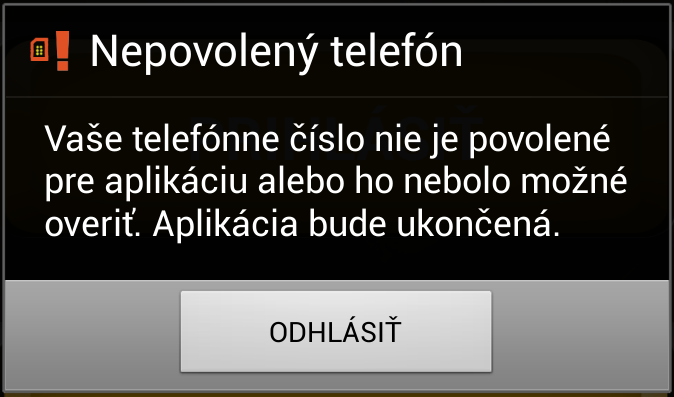 Nepovolený telefón
Vaše telefónne číslo nie je povolené
pre aplikáciu alebo ho nebolo možné
overiť. Aplikácia bude ukončená.
ODHLÁSIŤ